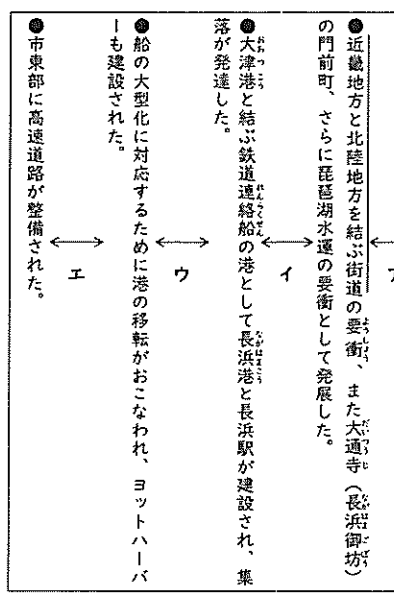 ア
●近畿地方と北陸地方を結ぶ街道の要衝、また大通寺（長浜御坊）
の門前町、さらに琵琶湖水運の要衝として発展した。
イ
●大津港と結ぶ鉄道連絡船の港として長浜港と長浜駅が建設され、集
落が発達した。
ウ
●船の大型化に対応するために港の移転がおこなわれ、ヨットハーバ
ーも建設された。
エ
●市東部に高速道路が整備された。